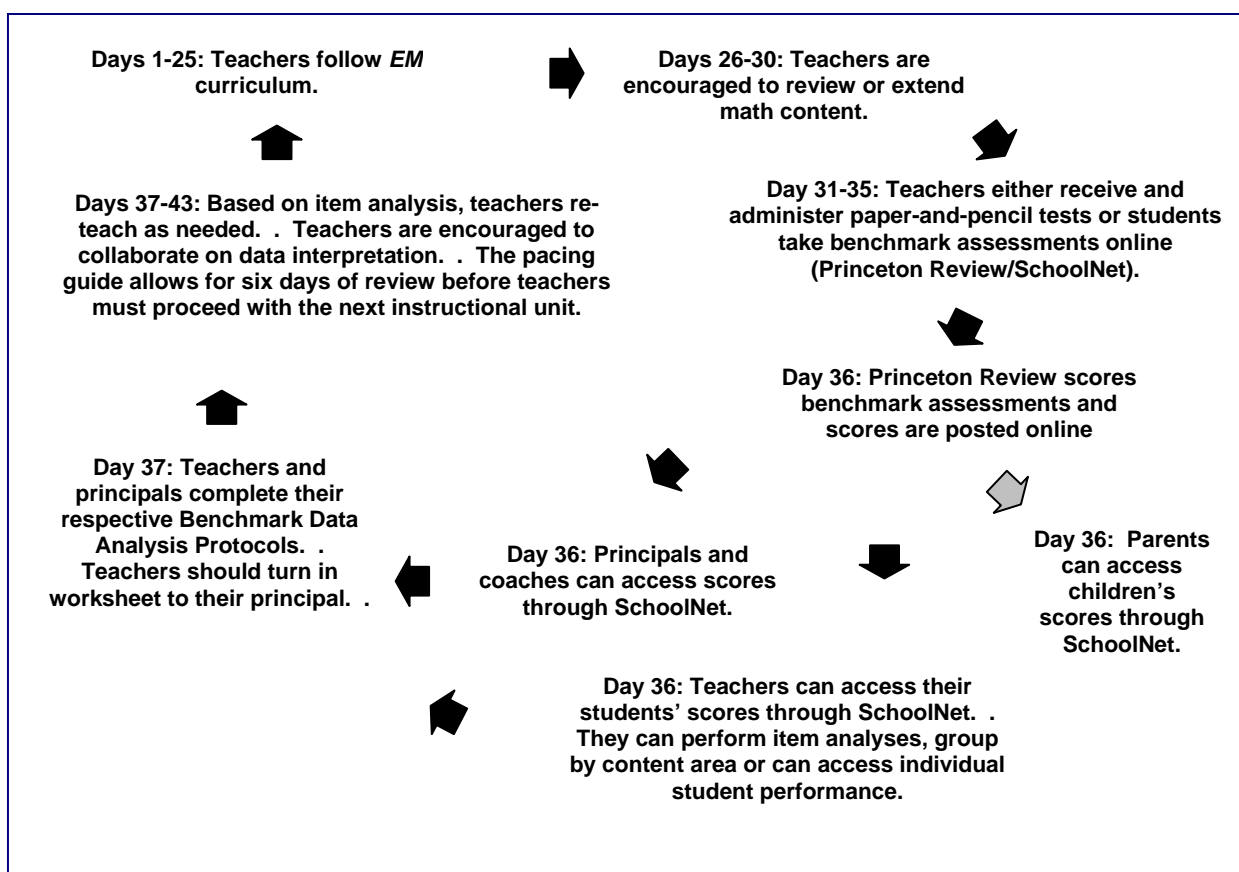 Days 1-25: Teachers follow EM
curriculum.
Days 26-30: Teachers are
encouraged to review or extend
math content.
Day 31-35: Teachers either receive and
administer paper-and-pencil tests or students
take benchmark assessments online
(Princeton Review/SchoolNet).
Day 36: Princeton Review scores
benchmark assessments and
scores are posted online
Day 36:  Parents
can access
children’s
scores through
SchoolNet.
Day 36: Principals and
coaches can access scores
through SchoolNet.
Day 36: Teachers can access their
students’ scores through SchoolNet. .
They can perform item analyses, group
by content area or can access individual
student performance.
Day 37: Teachers and
principals complete their
respective Benchmark Data
Analysis Protocols. .
Teachers should turn in
worksheet to their principal. .
Days 37-43: Based on item analysis, teachers re-
teach as needed. . Teachers are encouraged to
collaborate on data interpretation. . The pacing
guide allows for six days of review before teachers
must proceed with the next instructional unit.